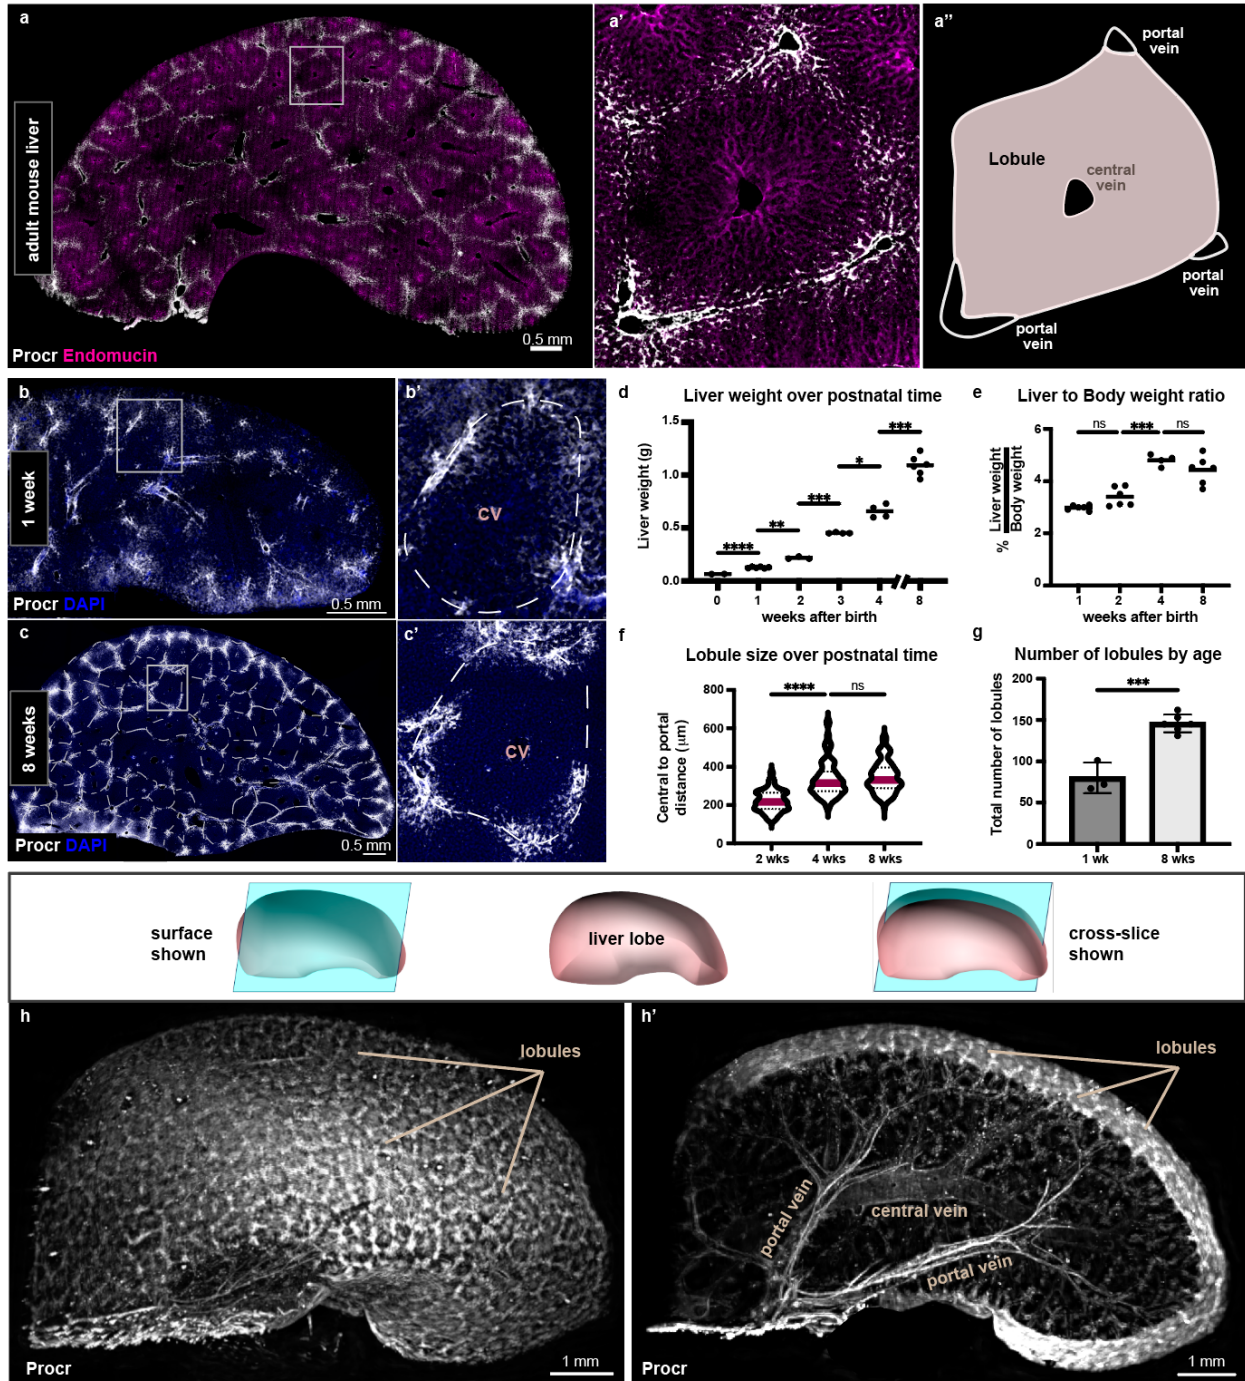 a
adult mouse liver
Procr Endomucin
0.5 mm
a'
a"
portal
vein
Lobule
central
vein
portal
vein
portal
vein
b
1 week
Procr DAPI
0.5 mm
b'
CV
c
8 weeks
Procr DAPI
0.5 mm
c'
CV
d
Liver weight over postnatal time
Liver weight (g)
1.5
1.0
0.5
0.0
****
**
***
*
***
0 1 2 3 4 8
weeks after birth
e
Liver to Body weight ratio
% Liver weight
Body weight
6
4
2
0
ns *** ns
1 2 4 8
weeks after birth
f
Lobule size over postnatal time
Central to portal
distance (μm)
800
600
400
200
0
**** ns
2 wks 4 wks 8 wks
g
Number of lobules by age
Total number of lobules
200
150
100
50
0
***
1 wk 8 wks
surface
shown
liver lobe
cross-slice
shown
h
lobules
Procr
1 mm
h'
lobules
portal vein
central vein
portal vein
Procr
1 mm